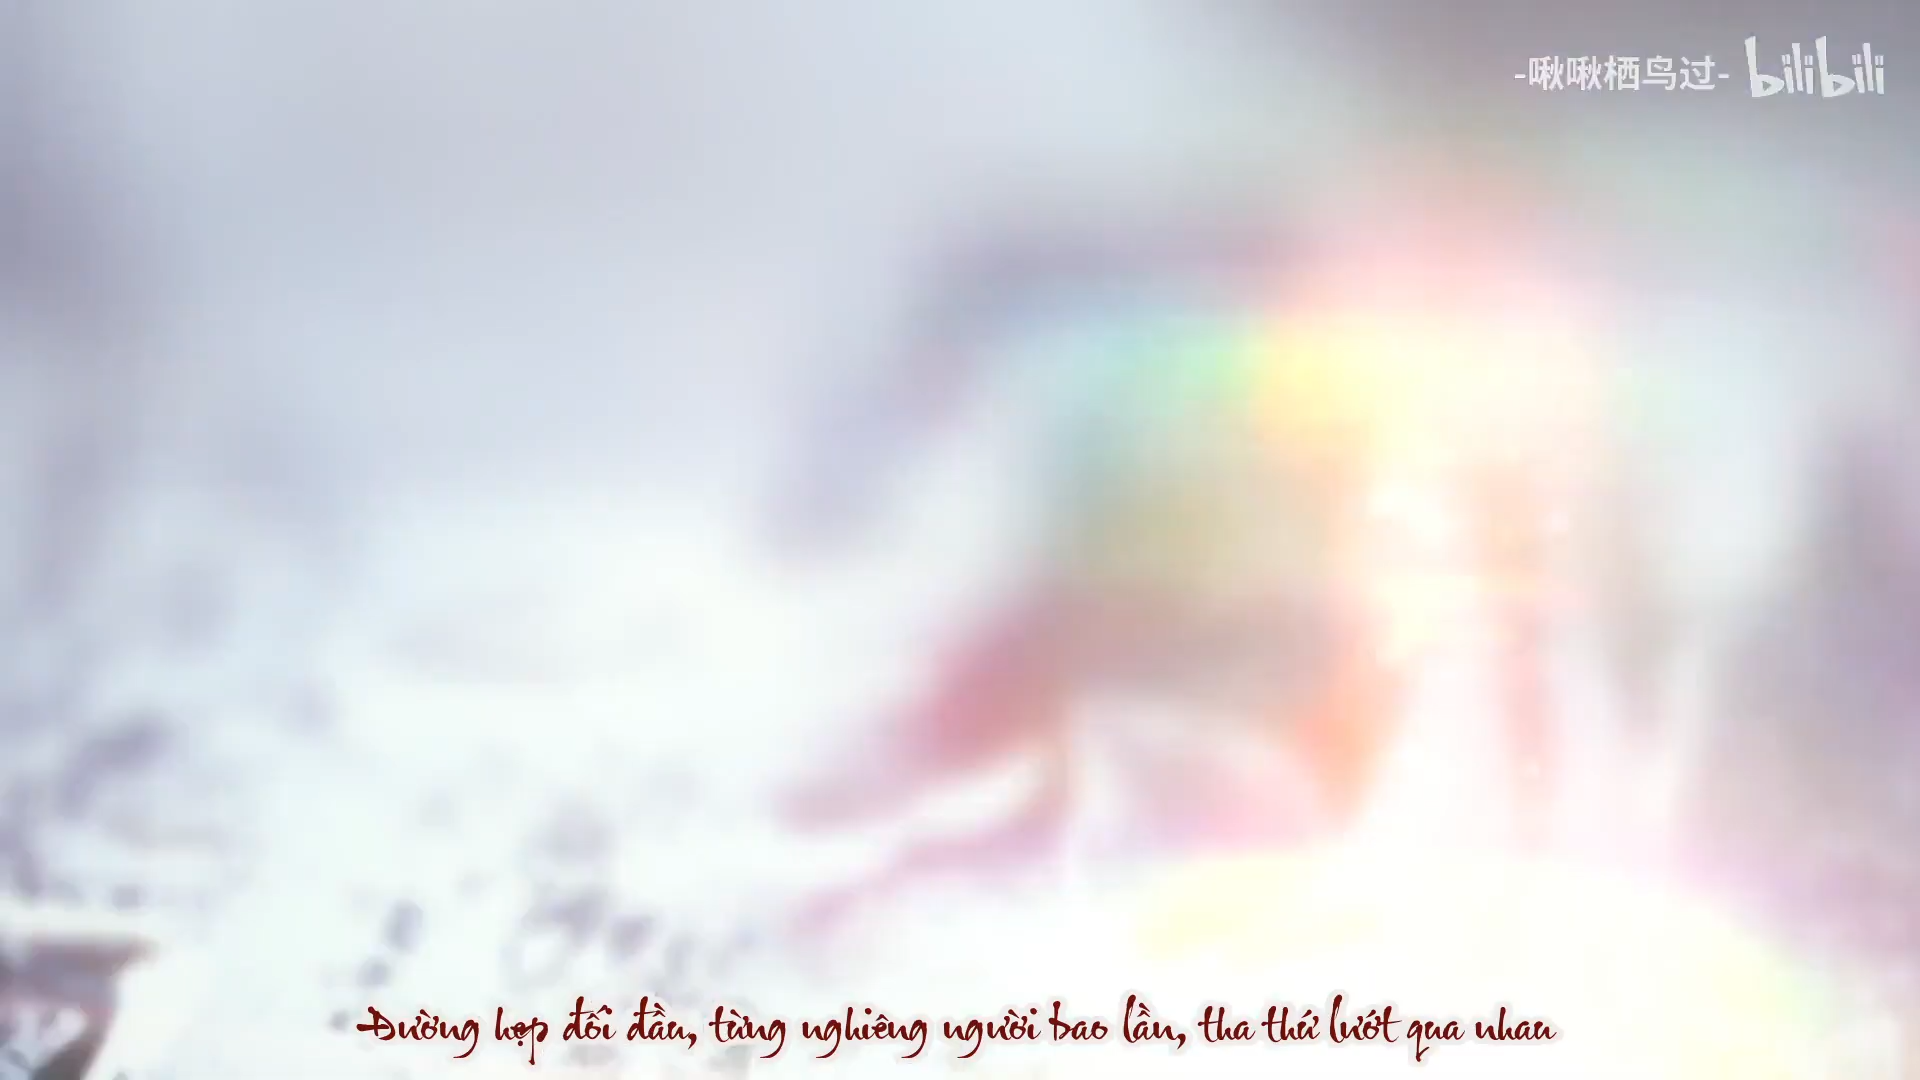 -啾啾栖鸟过- bilibili
Đường hẹp đối đầu, từng nghiêng người bao lần, tha thứ lướt qua nhau